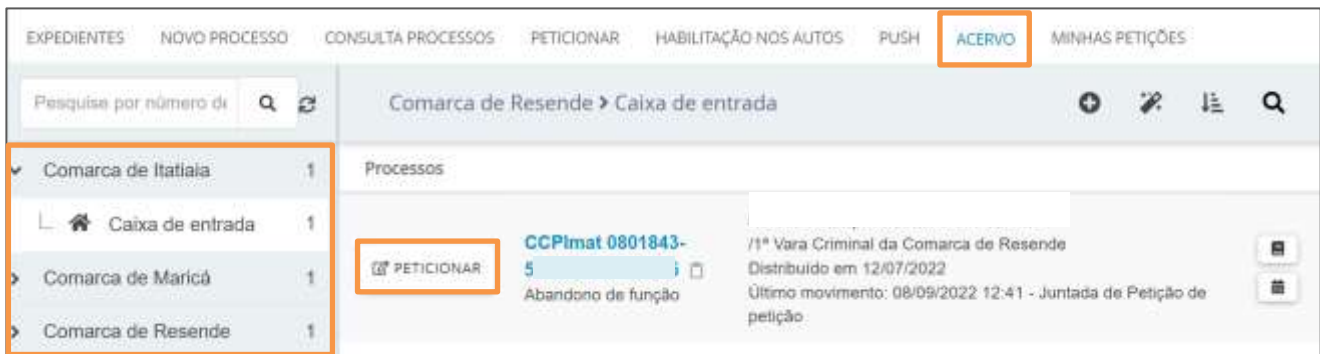 EXPEDIENTES NOVO PROCESSO CONSULTA PROCESSOS PETICIONAR HABILITAÇÃO NOS AUTOS PUSH ACERVO MINHAS PETIÇÕES
Pesquise por número de
Comarca de Resende > Caixa de entrada
Comarca de Itatiaia 1
Caixa de entrada 1
Comarca de Maricá 1
Comarca de Resende 1
Processos
PETICIONAR
CCPlmat 0801843-
5
Abandono de função
/1ª Vara Criminal da Comarca de Resende
Distribuído em 12/07/2022
Último movimento: 08/09/2022 12:41 - Juntada de Petição de
petição